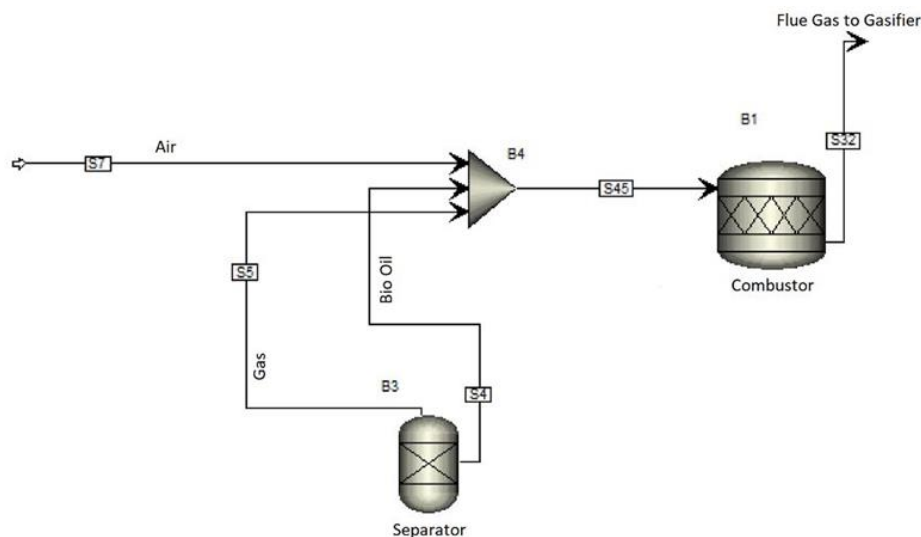 Flue Gas to Gasifier
B1
S32
Air
S7
B4
S45
S5
Bio Oil
Combustor
Gas
B3
S4
Separator